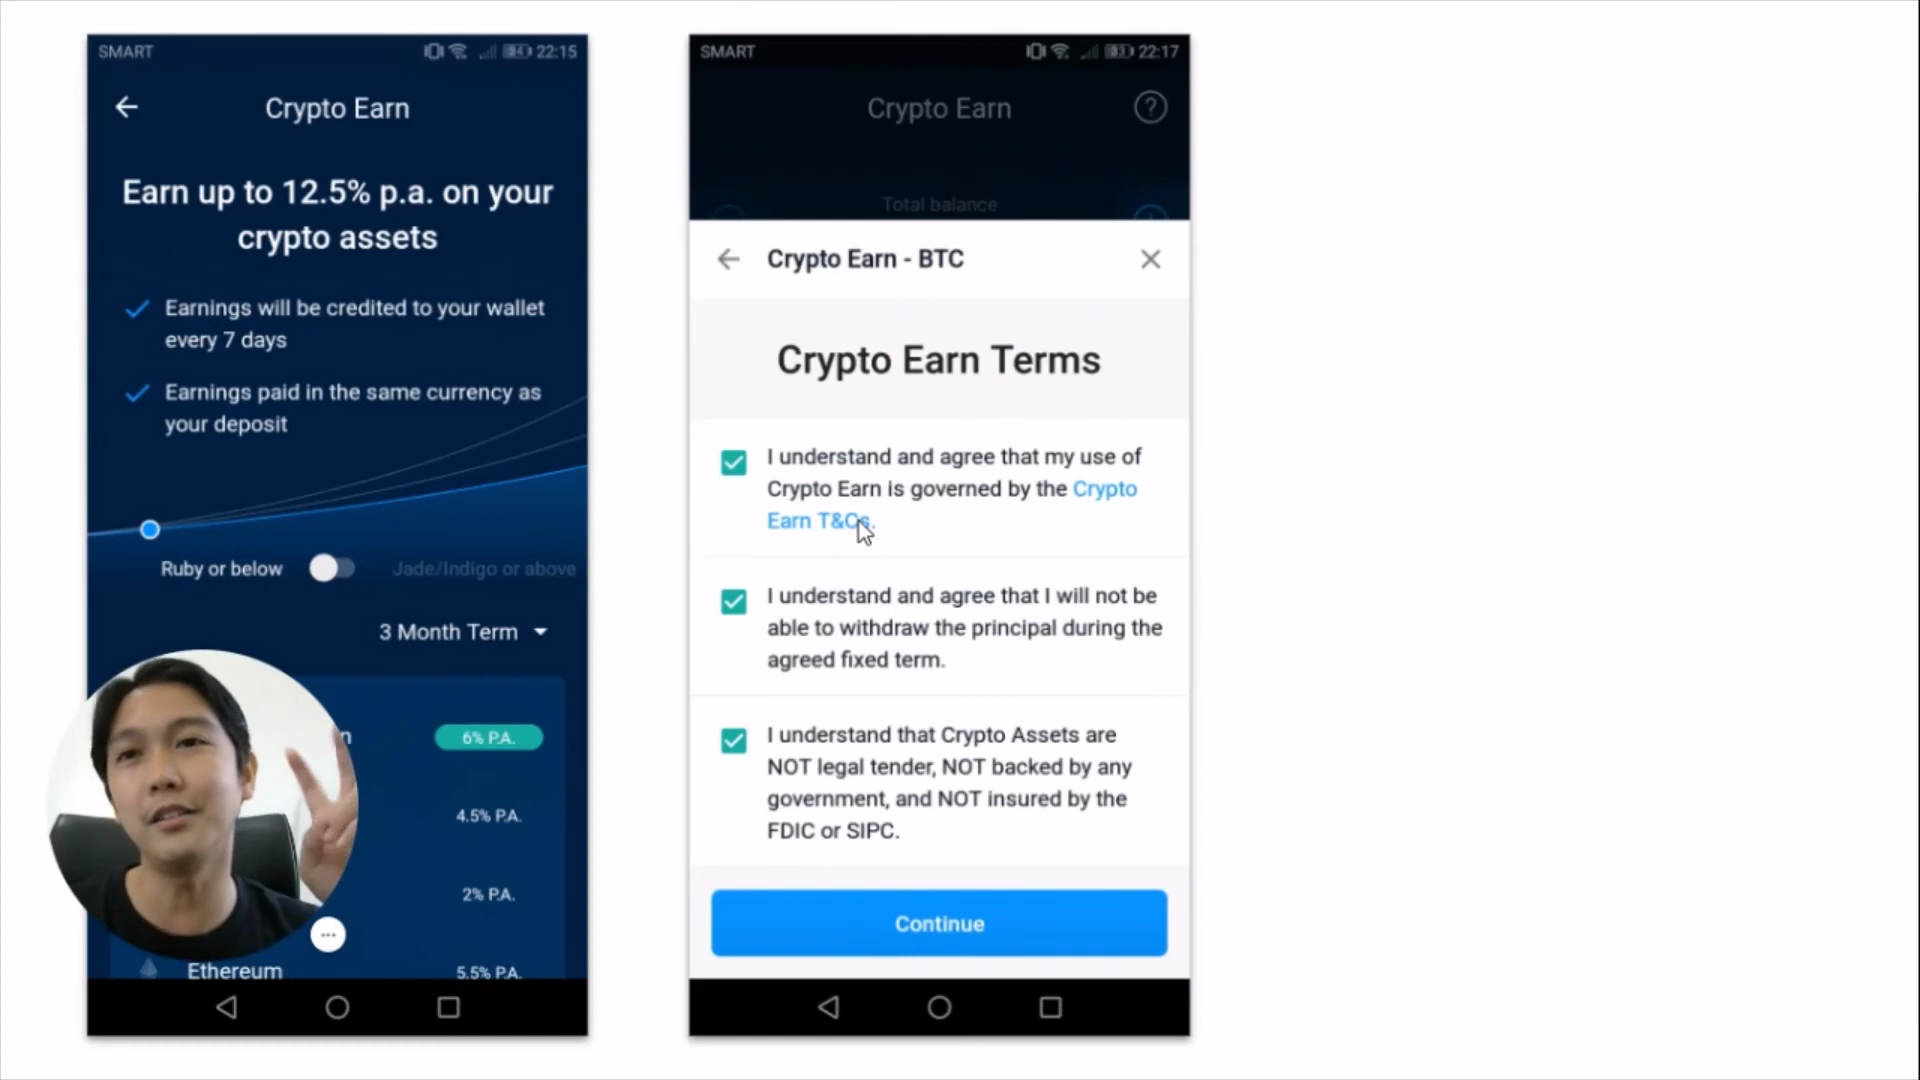 SMART
22:15
Crypto Earn
Earn up to 12.5% p.a. on your
crypto assets
Earnings will be credited to your wallet
every 7 days
Earnings paid in the same currency as
your deposit
Ruby or below
Jade/Indigo or above
3 Month Term
6% P.A.
4.5% P.A.
2% P.A.
Ethereum
5.5% P.A.
SMART
22:17
Crypto Earn
Total balance
Crypto Earn - BTC
Crypto Earn Terms
I understand and agree that my use of
Crypto Earn is governed by the Crypto
Earn T&Cs.
I understand and agree that I will not be
able to withdraw the principal during the
agreed fixed term.
I understand that Crypto Assets are
NOT legal tender, NOT backed by any
government, and NOT insured by the
FDIC or SIPC.
Continue